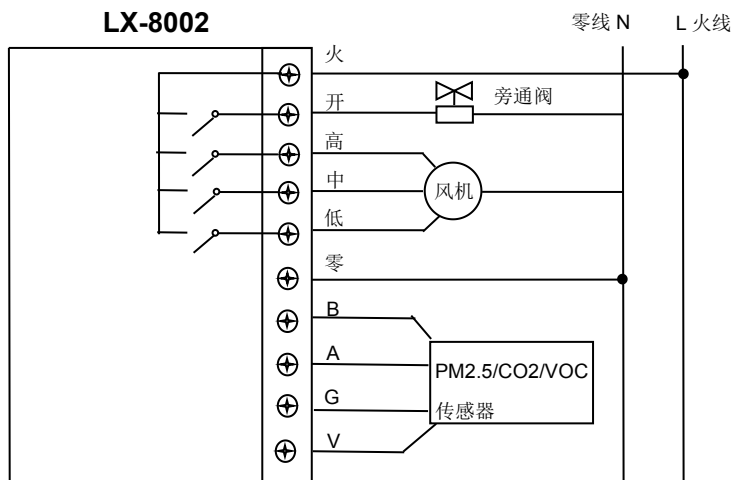 LX-8002
零线 N
L 火线
火
开
旁通阀
高
中
风机
低
零
B
A
PM2.5/CO2/VOC
G
传感器
V